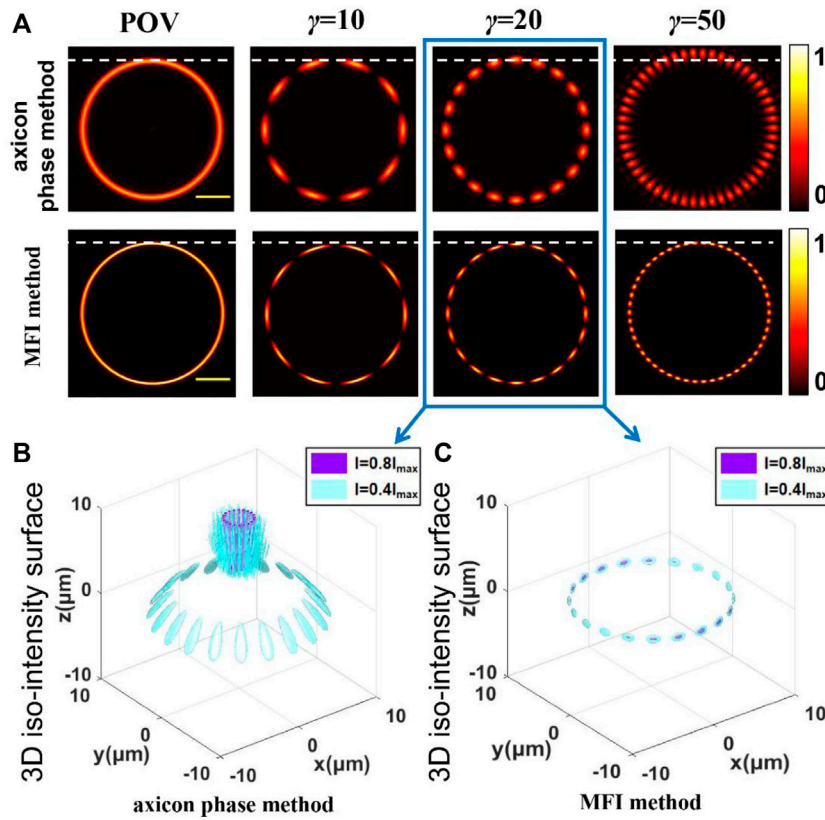 A
POV
γ=10
γ=20
γ=50
axicon
phase method
1
0
MFI method
1
0
B
I=0.8I_max
I=0.4I_max
3D iso-intensity surface
10
z(μm)
0
-10
10
y(μm)
0
-10
-10
0
x(μm)
10
axicon phase method
C
I=0.8I_max
I=0.4I_max
3D iso-intensity surface
10
z(μm)
0
-10
10
y(μm)
0
-10
-10
0
x(μm)
10
MFI method